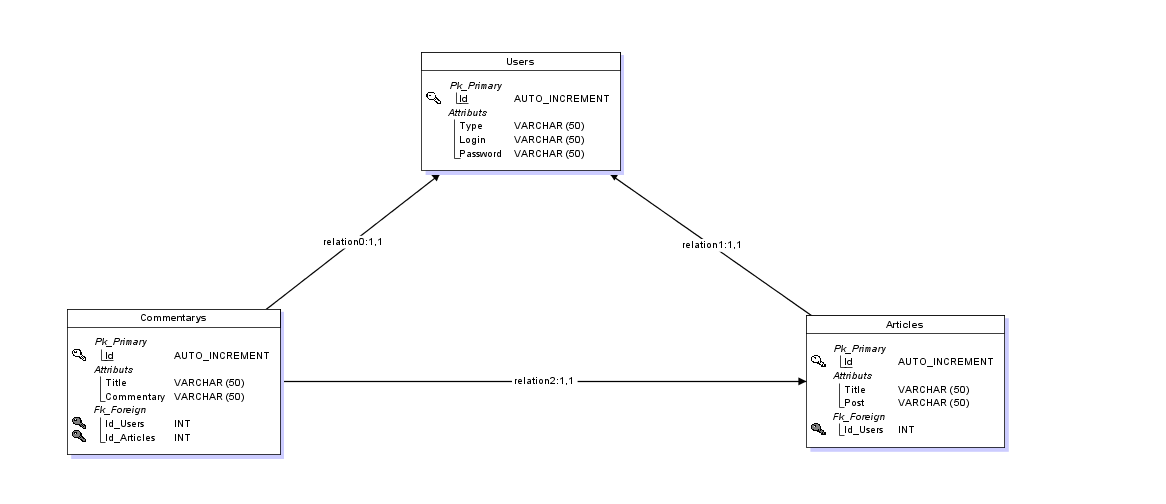 Users
Pk_Primary
Id AUTO_INCREMENT
Attributs
Type VARCHAR (50)
Login VARCHAR (50)
Password VARCHAR (50)
relation0:1,1
relation1:1,1
Commentarys
Pk_Primary
Id AUTO_INCREMENT
Attributs
Title VARCHAR (50)
Commentary VARCHAR (50)
Fk_Foreign
Id_Users INT
Id_Articles INT
relation2:1,1
Articles
Pk_Primary
Id AUTO_INCREMENT
Attributs
Title VARCHAR (50)
Post VARCHAR (50)
Fk_Foreign
Id_Users INT